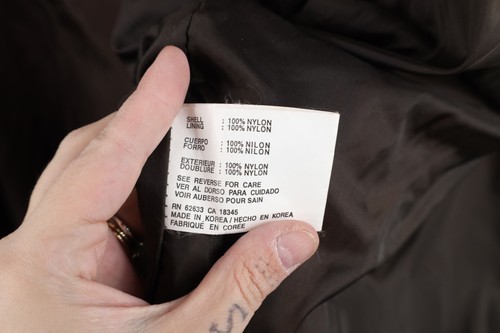 SHELL : 100% NYLON
LINING : 100% NYLON
CUERPO : 100% NILON
FORRO : 100% NILON
EXTERIEUR : 100% NYLON
DOUBLURE : 100% NYLON
SEE REVERSE FOR CARE
VER AL DORSO PARA CUIDADO
VOIR AUBERSO POUR SAIN
RN 62633 CA 18345
MADE IN KOREA / HECHO EN KOREA
FABRIQUÉ EN COREE